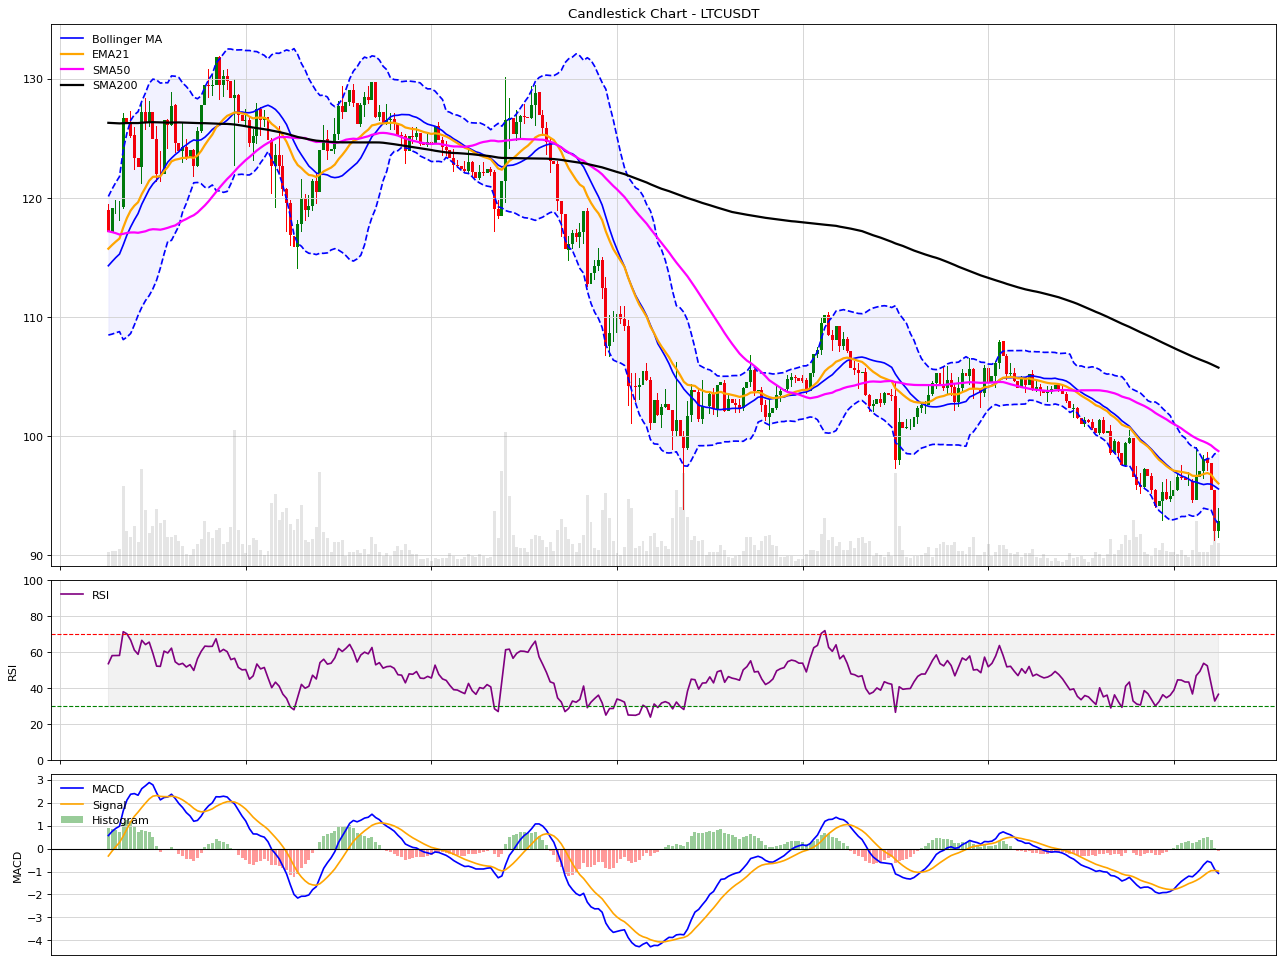 Candlestick Chart - LTCUSDT
Bollinger MA
EMA21
SMA50
SMA200
130
120
110
100
90
100
80
60
40
20
0
RSI
RSI
3
2
1
0
−1
−2
−3
−4
MACD
MACD
Signal
Histogram